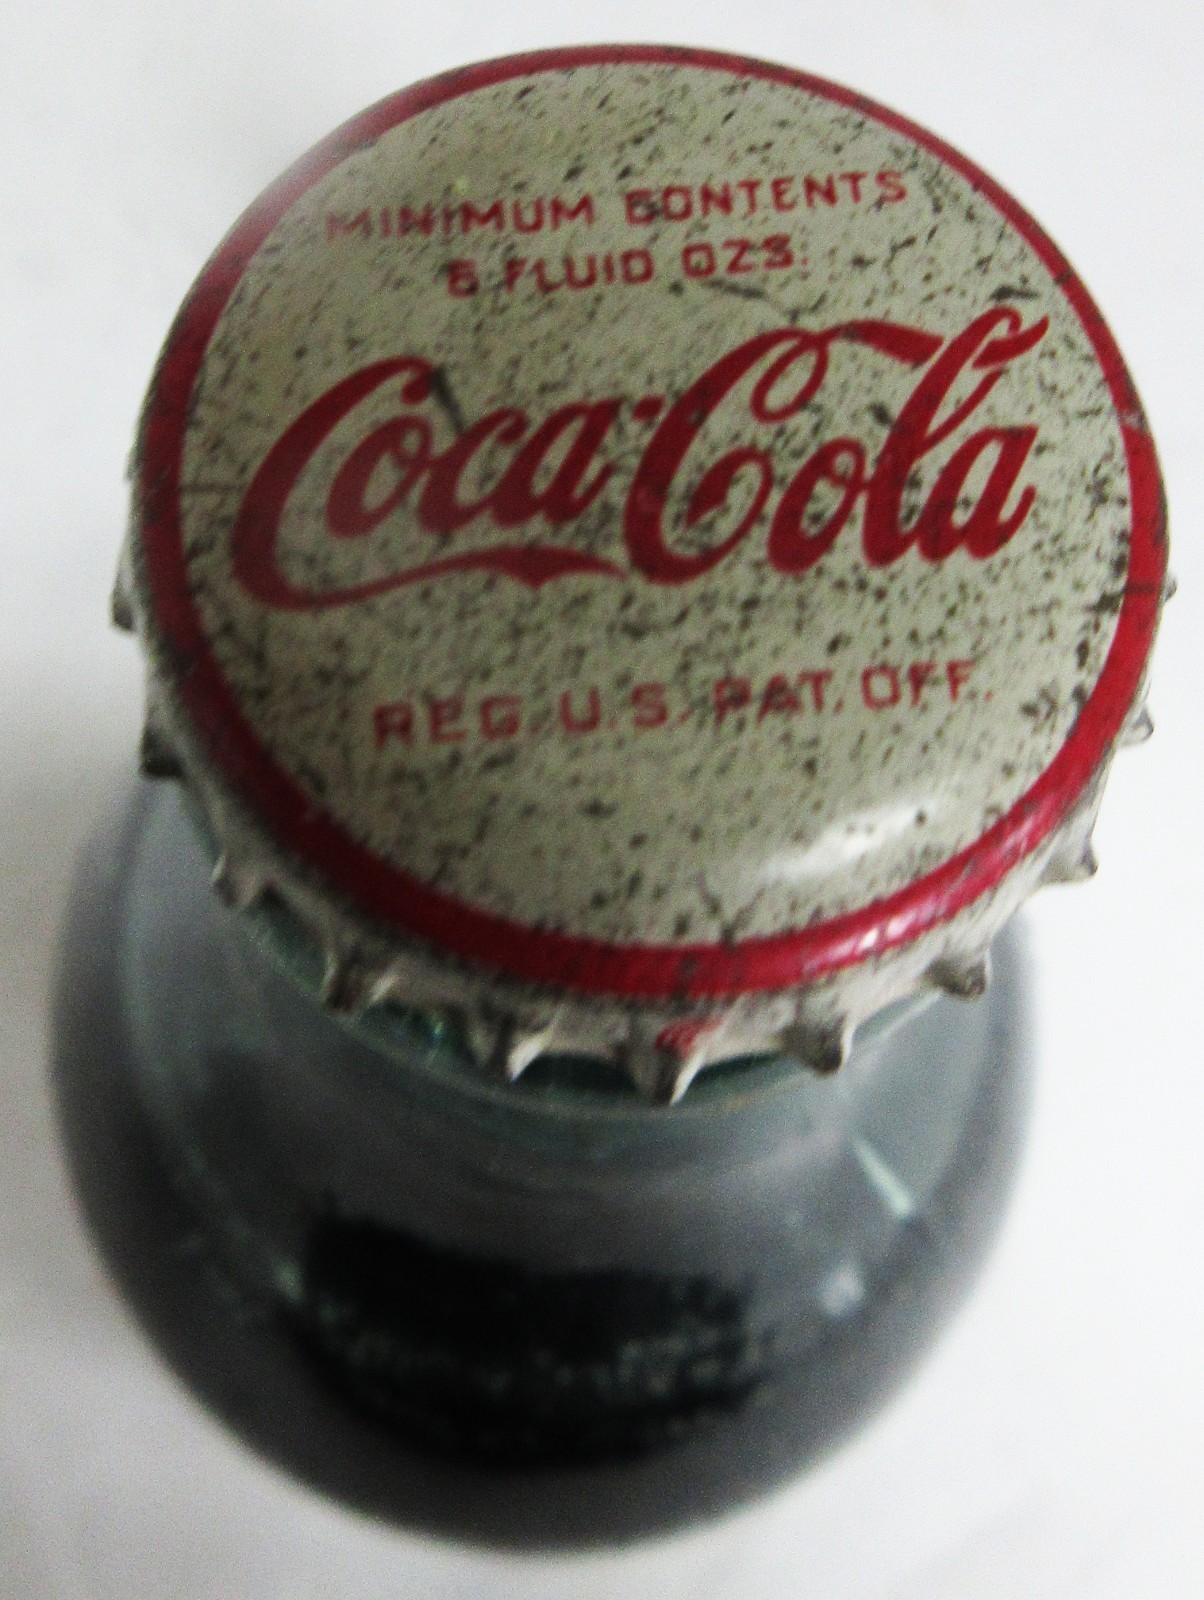 MINIMUM CONTENTS
6 FLUID OZS.
Coca-Cola
REG. U.S. PAT. OFF.